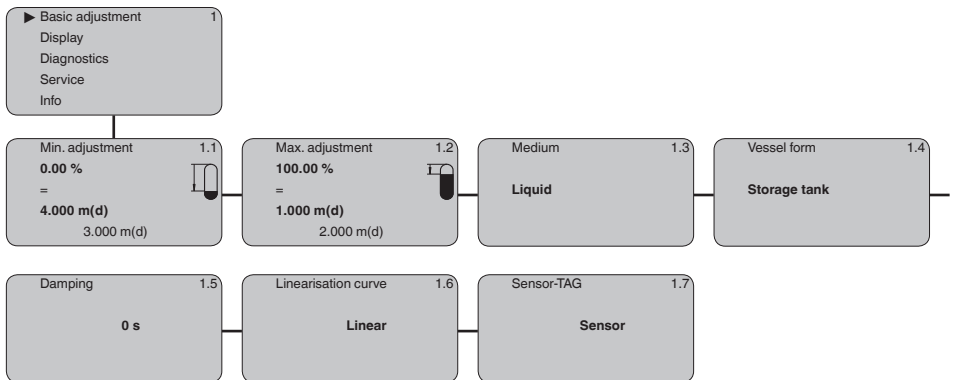 ▶ Basic adjustment 1
Display
Diagnostics
Service
Info
Min. adjustment 1.1
0.00 %
=
4.000 m(d)
3.000 m(d)
Max. adjustment 1.2
100.00 %
=
1.000 m(d)
2.000 m(d)
Medium 1.3
Liquid
Vessel form 1.4
Storage tank
Damping 1.5
0 s
Linearisation curve 1.6
Linear
Sensor-TAG 1.7
Sensor